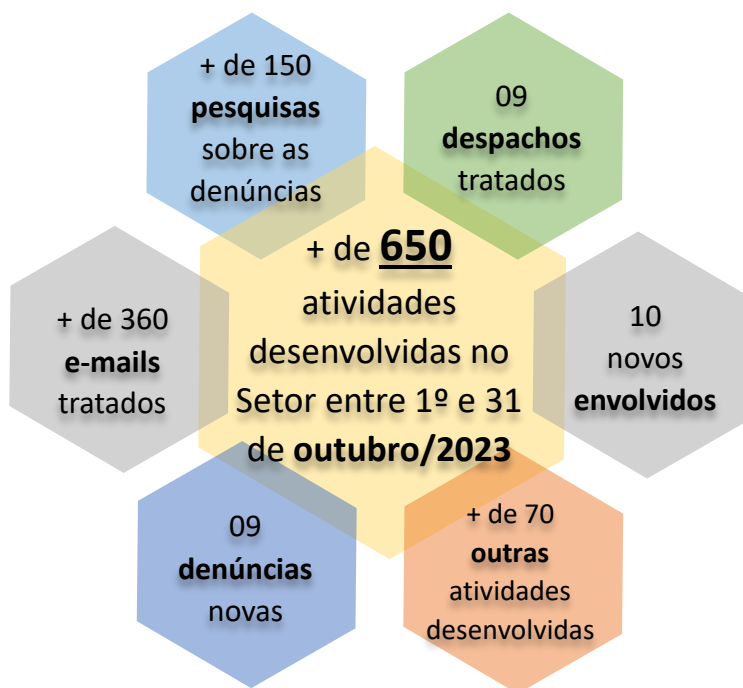 + de 150
pesquisas
sobre as
denúncias
09
despachos
tratados
+ de 360
e-mails
tratados
+ de 650
atividades
desenvolvidas no
Setor entre 1º e 31
de outubro/2023
10
novos
envolvidos
09
denúncias
novas
+ de 70
outras
atividades
desenvolvidas